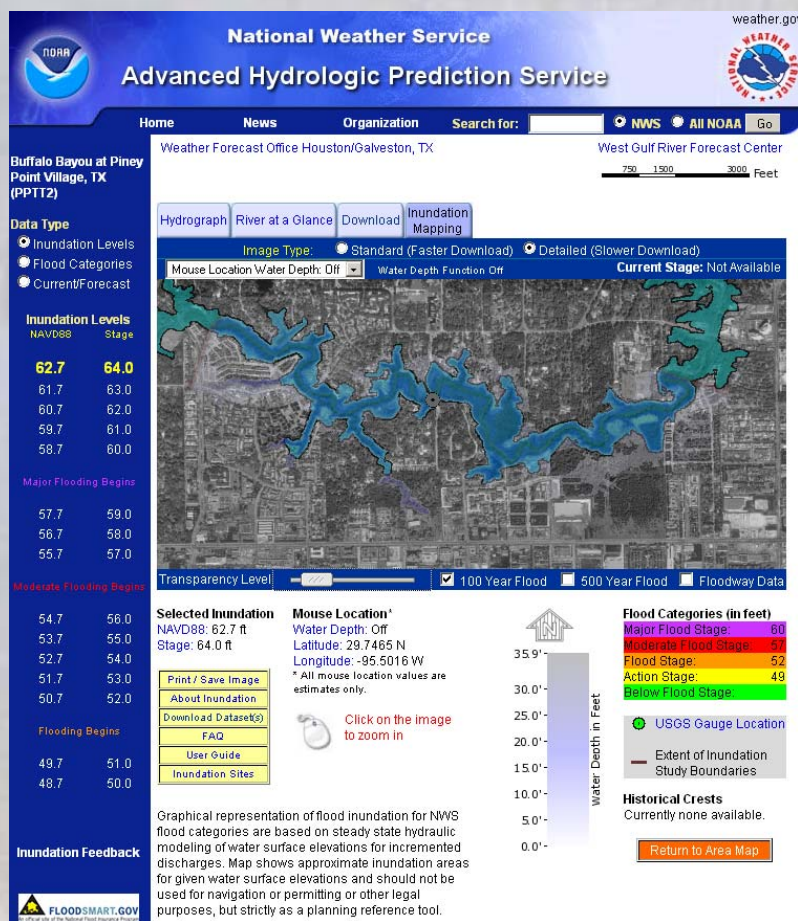 weather.gov
NOAA
National Weather Service
Advanced Hydrologic Prediction Service
NATIONAL WEATHER SERVICE
Home News Organization Search for: NWS All NOAA Go
Buffalo Bayou at Piney
Point Village, TX
(PPTT2)
Data Type
Inundation Levels
Flood Categories
Current/Forecast
Inundation Levels
NAVD88 Stage
62.7 64.0
61.7 63.0
60.7 62.0
59.7 61.0
58.7 60.0
Major Flooding Begins
57.7 59.0
56.7 58.0
55.7 57.0
Moderate Flooding Begins
54.7 56.0
53.7 55.0
52.7 54.0
51.7 53.0
50.7 52.0
Flooding Begins
49.7 51.0
48.7 50.0
Inundation Feedback
FLOODSMART.GOV
An official site of the National Flood Insurance Program
Weather Forecast Office Houston/Galveston, TX
West Gulf River Forecast Center
750 1500 3000 Feet
Hydrograph River at a Glance Download Inundation
Mapping
Image Type: Standard (Faster Download) Detailed (Slower Download)
Mouse Location Water Depth: Off Water Depth Function Off Current Stage: Not Available
Transparency Level 100 Year Flood 500 Year Flood Floodway Data
Selected Inundation
NAVD88: 62.7 ft
Stage: 64.0 ft
Print / Save Image
About Inundation
Download Dataset(s)
FAQ
User Guide
Inundation Sites
Mouse Location*
Water Depth: Off
Latitude: 29.7465 N
Longitude: -95.5016 W
* All mouse location values are
estimates only.
Click on the image
to zoom in
N
35.9'
30.0'
25.0'
20.0'
15.0'
10.0'
5.0'
0.0'
Water Depth in Feet
Flood Categories (in feet)
Major Flood Stage: 60
Moderate Flood Stage: 57
Flood Stage: 52
Action Stage: 49
Below Flood Stage:
USGS Gauge Location
Extent of Inundation
Study Boundaries
Historical Crests
Currently none available.
Return to Area Map
Graphical representation of flood inundation for NWS
flood categories are based on steady state hydraulic
modeling of water surface elevations for incremented
discharges. Map shows approximate inundation areas
for given water surface elevations and should not be
used for navigation or permitting or other legal
purposes, but strictly as a planning reference tool.